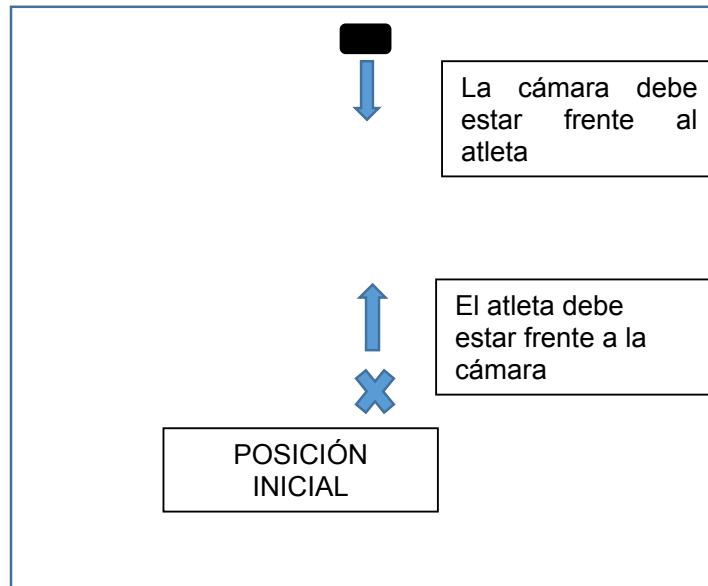 La cámara debe
estar frente al
atleta
El atleta debe
estar frente a la
cámara
POSICIÓN
INICIAL